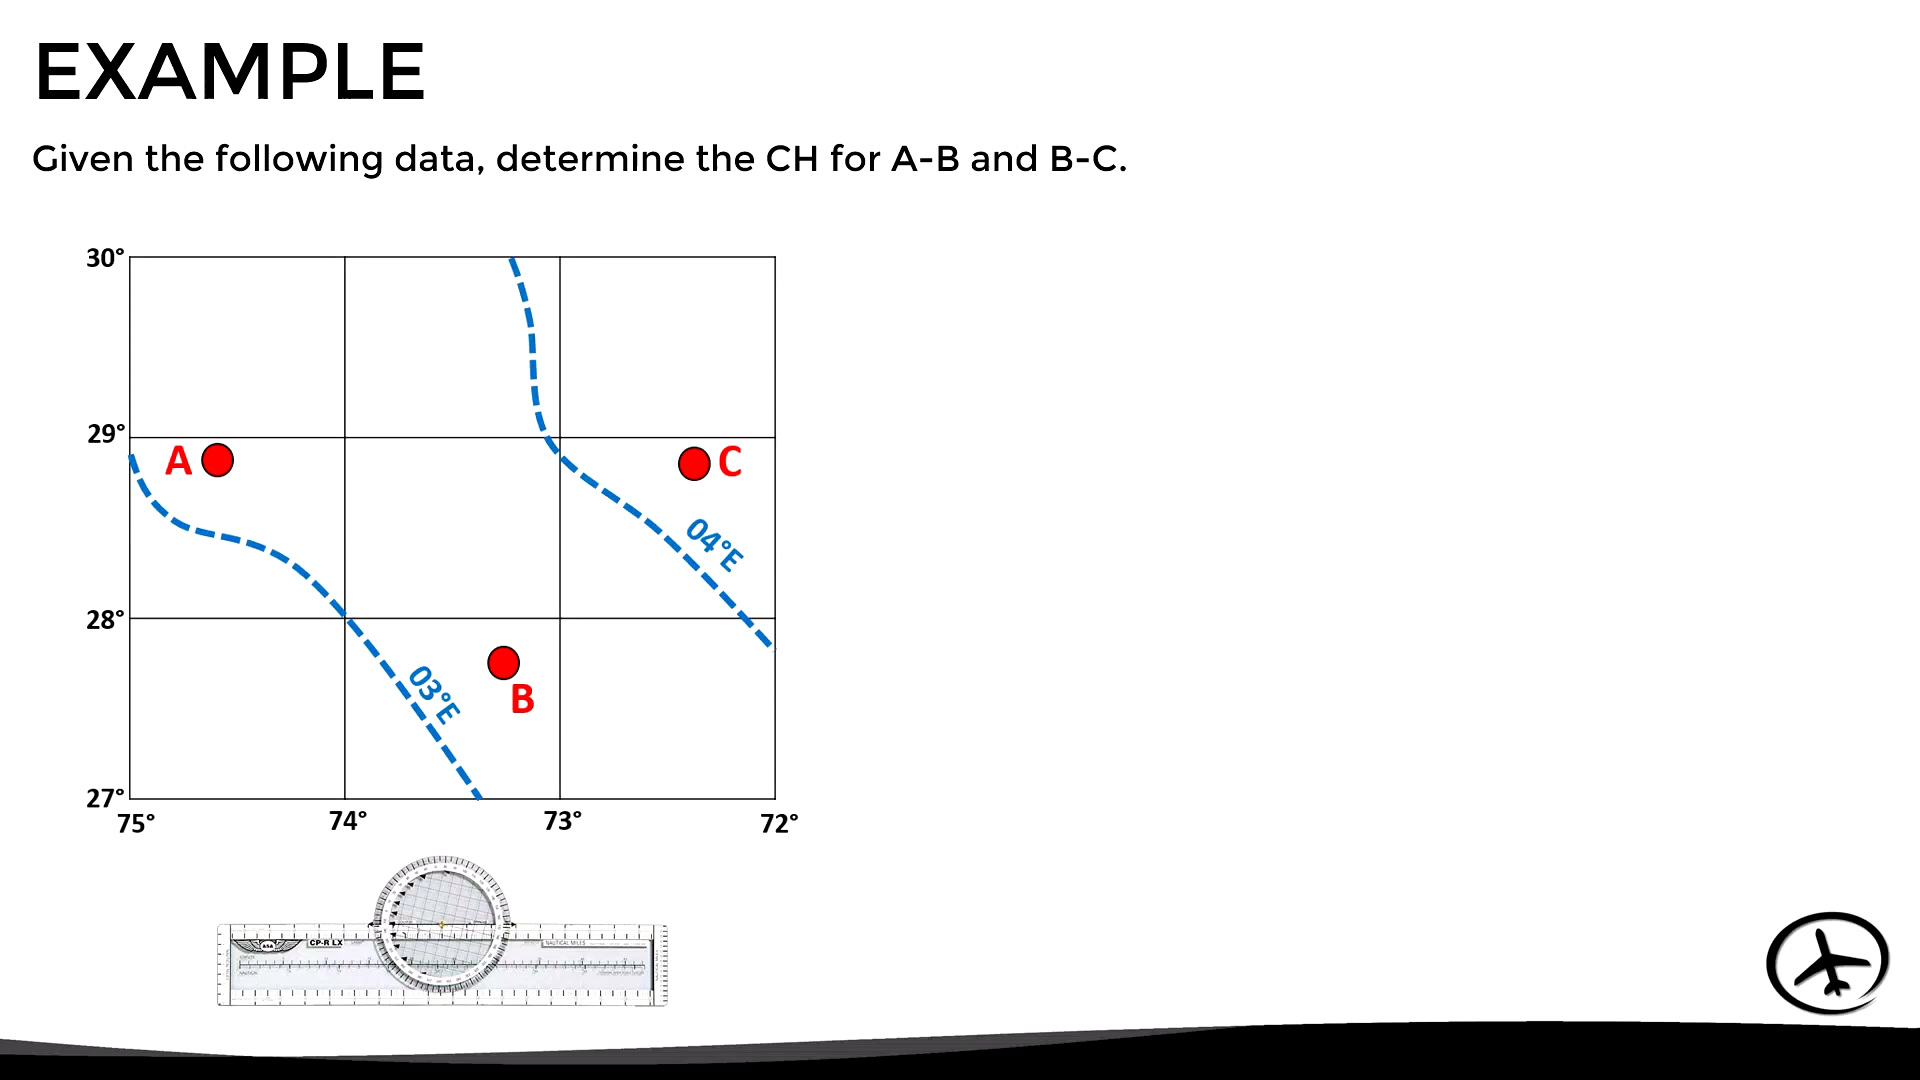 EXAMPLE
Given the following data, determine the CH for A-B and B-C.
30°
29°
A
C
04°E
28°
03°E
B
27°
75°
74°
73°
72°
ASA
CP-R LX
NAUTICAL MILES